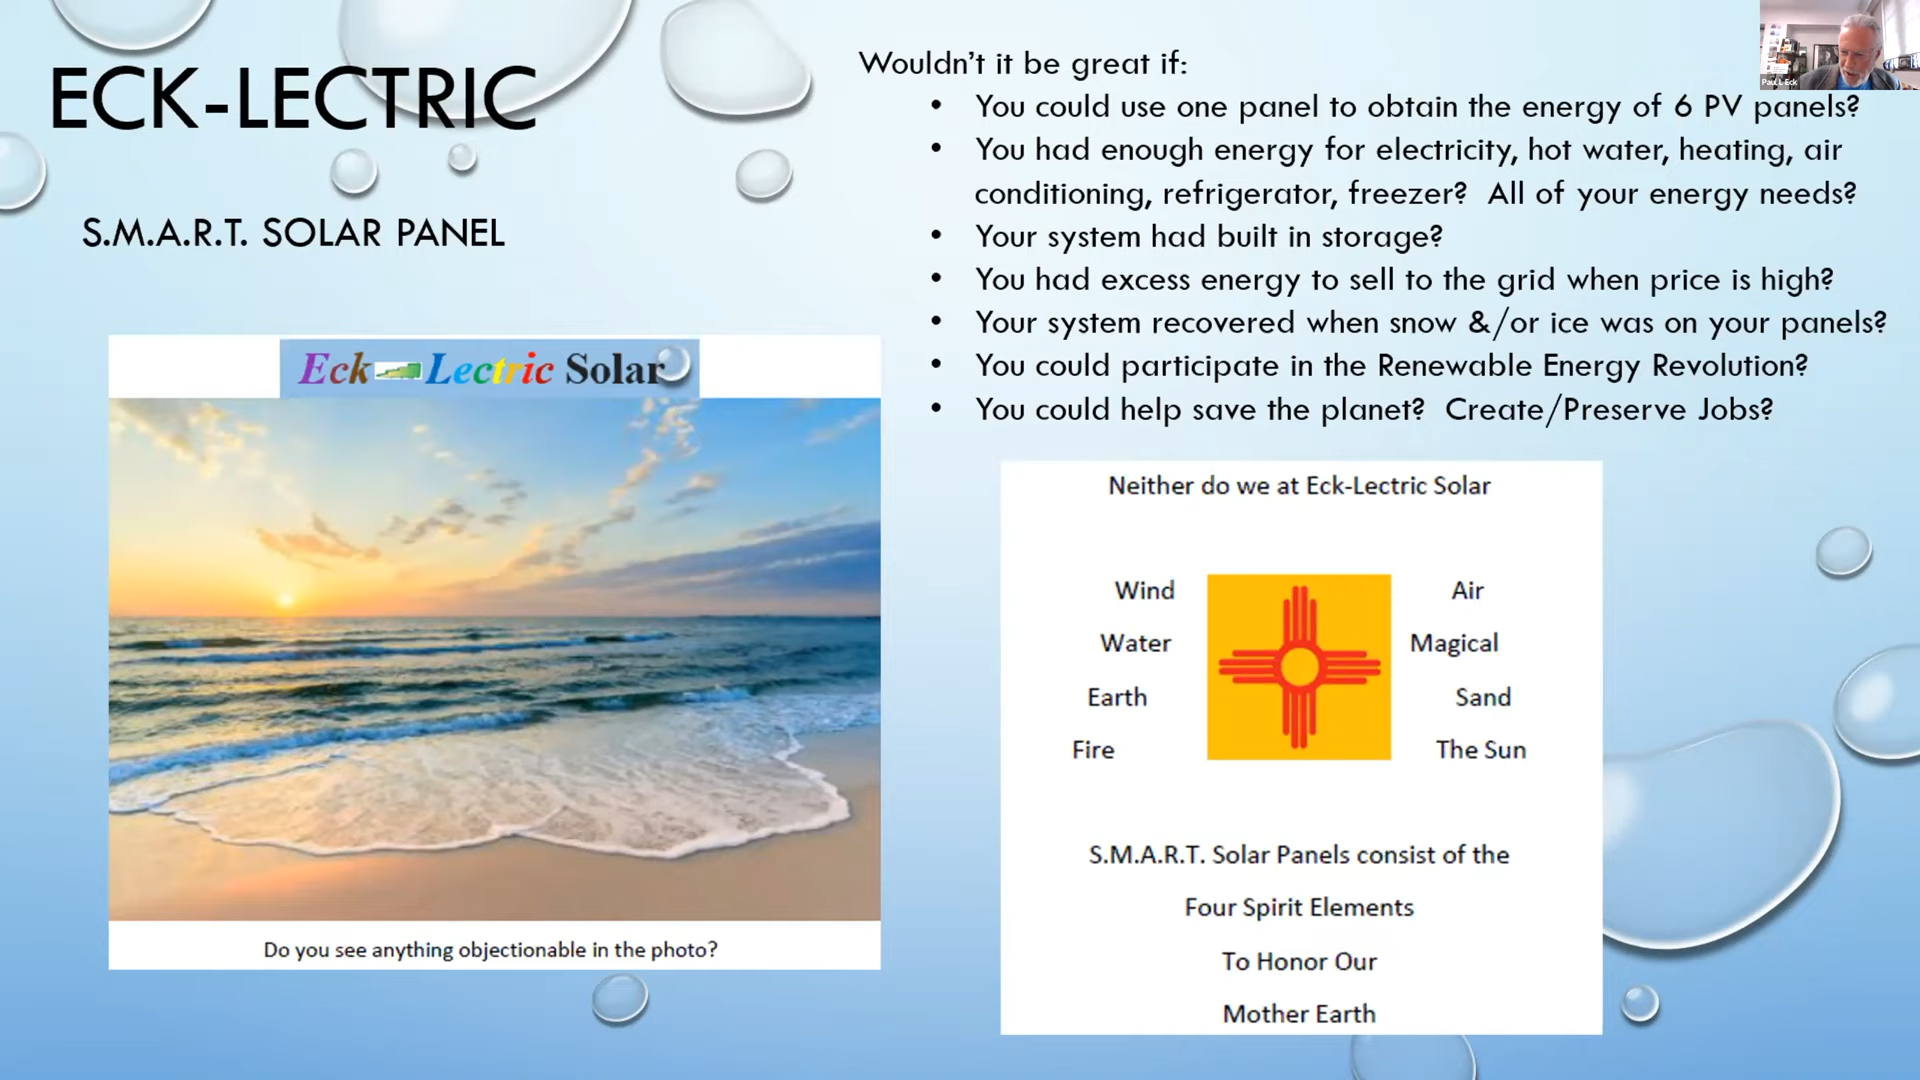 ECK-LECTRIC
S.M.A.R.T. SOLAR PANEL
Eck Lectric Solar
Do you see anything objectionable in the photo?
Wouldn't it be great if:
• You could use one panel to obtain the energy of 6 PV panels?
• You had enough energy for electricity, hot water, heating, air
conditioning, refrigerator, freezer?  All of your energy needs?
• Your system had built in storage?
• You had excess energy to sell to the grid when price is high?
• Your system recovered when snow &/or ice was on your panels?
• You could participate in the Renewable Energy Revolution?
• You could help save the planet?  Create/Preserve Jobs?
Neither do we at Eck-Lectric Solar
Wind Air
Water Magical
Earth Sand
Fire The Sun
S.M.A.R.T. Solar Panels consist of the
Four Spirit Elements
To Honor Our
Mother Earth
Paul L Eck